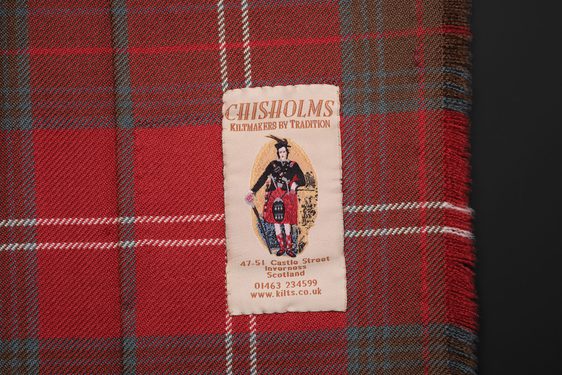 CHISHOLMS
KILTMAKERS BY TRADITION
47-51 Castle Street
Inverness
Scotland
01463 234599
www.kilts.co.uk